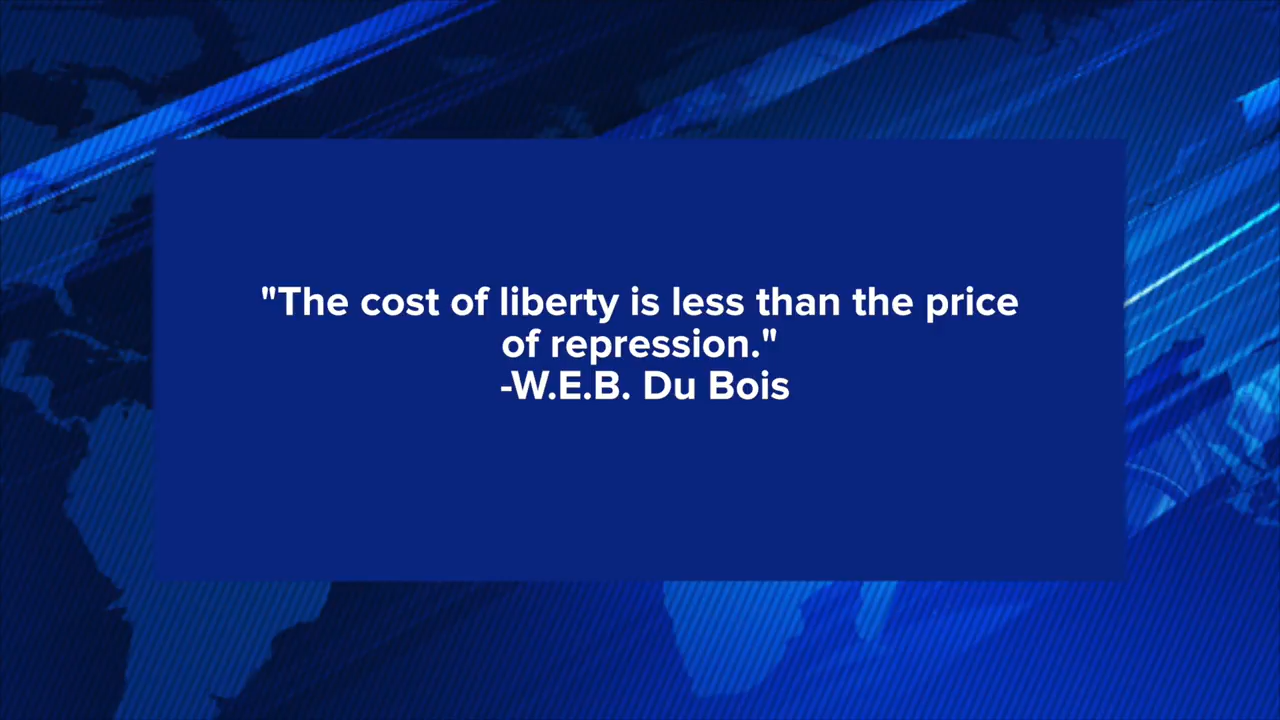 "The cost of liberty is less than the price
of repression."
-W.E.B. Du Bois